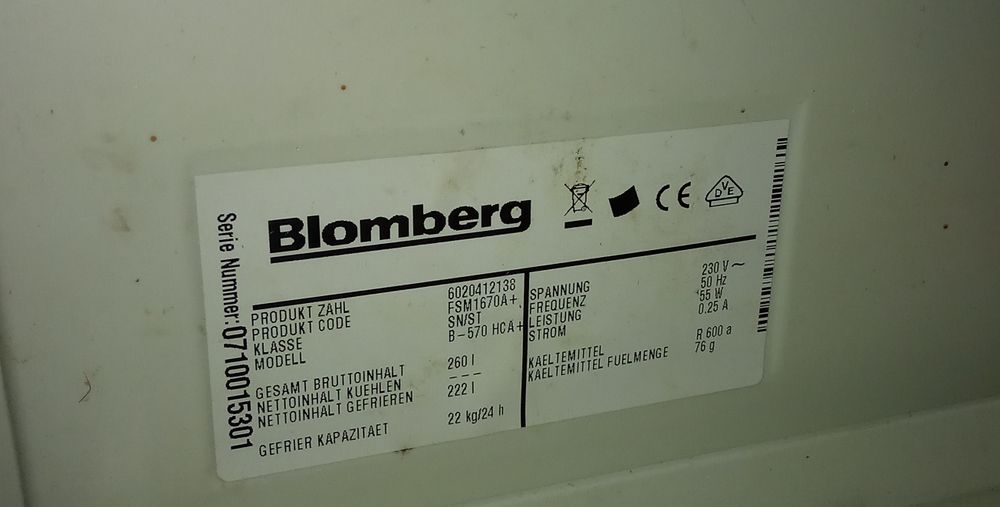 Blomberg
DVE
CE
Serie Nummer:0710015301
PRODUKT ZAHL 6020412138
PRODUKT CODE FSM1670A+
KLASSE SN/ST
MODELL B-570 HCA+
GESAMT BRUTTOINHALT 260 l
NETTOINHALT KUEHLEN ---
NETTOINHALT GEFRIEREN 222 l
GEFRIER KAPAZITAET 22 kg/24 h
SPANNUNG 230 V ~
FREQUENZ 50 Hz
LEISTUNG 55 W
STROM 0,25 A
KAELTEMITTEL R 600 a
KAELTEMITTEL FUELMENGE 76 g